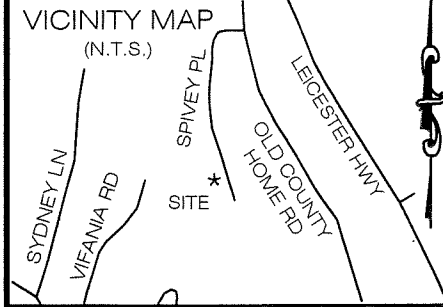 VICINITY MAP
(N.T.S.)
SPIVEY PL
LEICESTER HWY
OLD COUNTY
HOME RD
SYDNEY LN
VIFANIA RD
* SITE